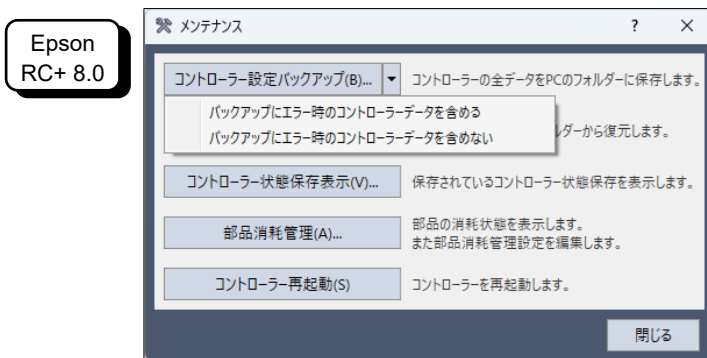 Epson
RC+ 8.0
メンテナンス
?
コントローラー設定バックアップ(B)...
コントローラーの全データをPCのフォルダーに保存します。
バックアップにエラー時のコントローラーデータを含める
バックアップにエラー時のコントローラーデータを含めない
ルダーから復元します。
コントローラー状態保存表示(V)...
保存されているコントローラー状態保存を表示します。
部品消耗管理(A)...
部品の消耗状態を表示します。
また部品消耗管理設定を編集します。
コントローラー再起動(S)
コントローラーを再起動します。
閉じる